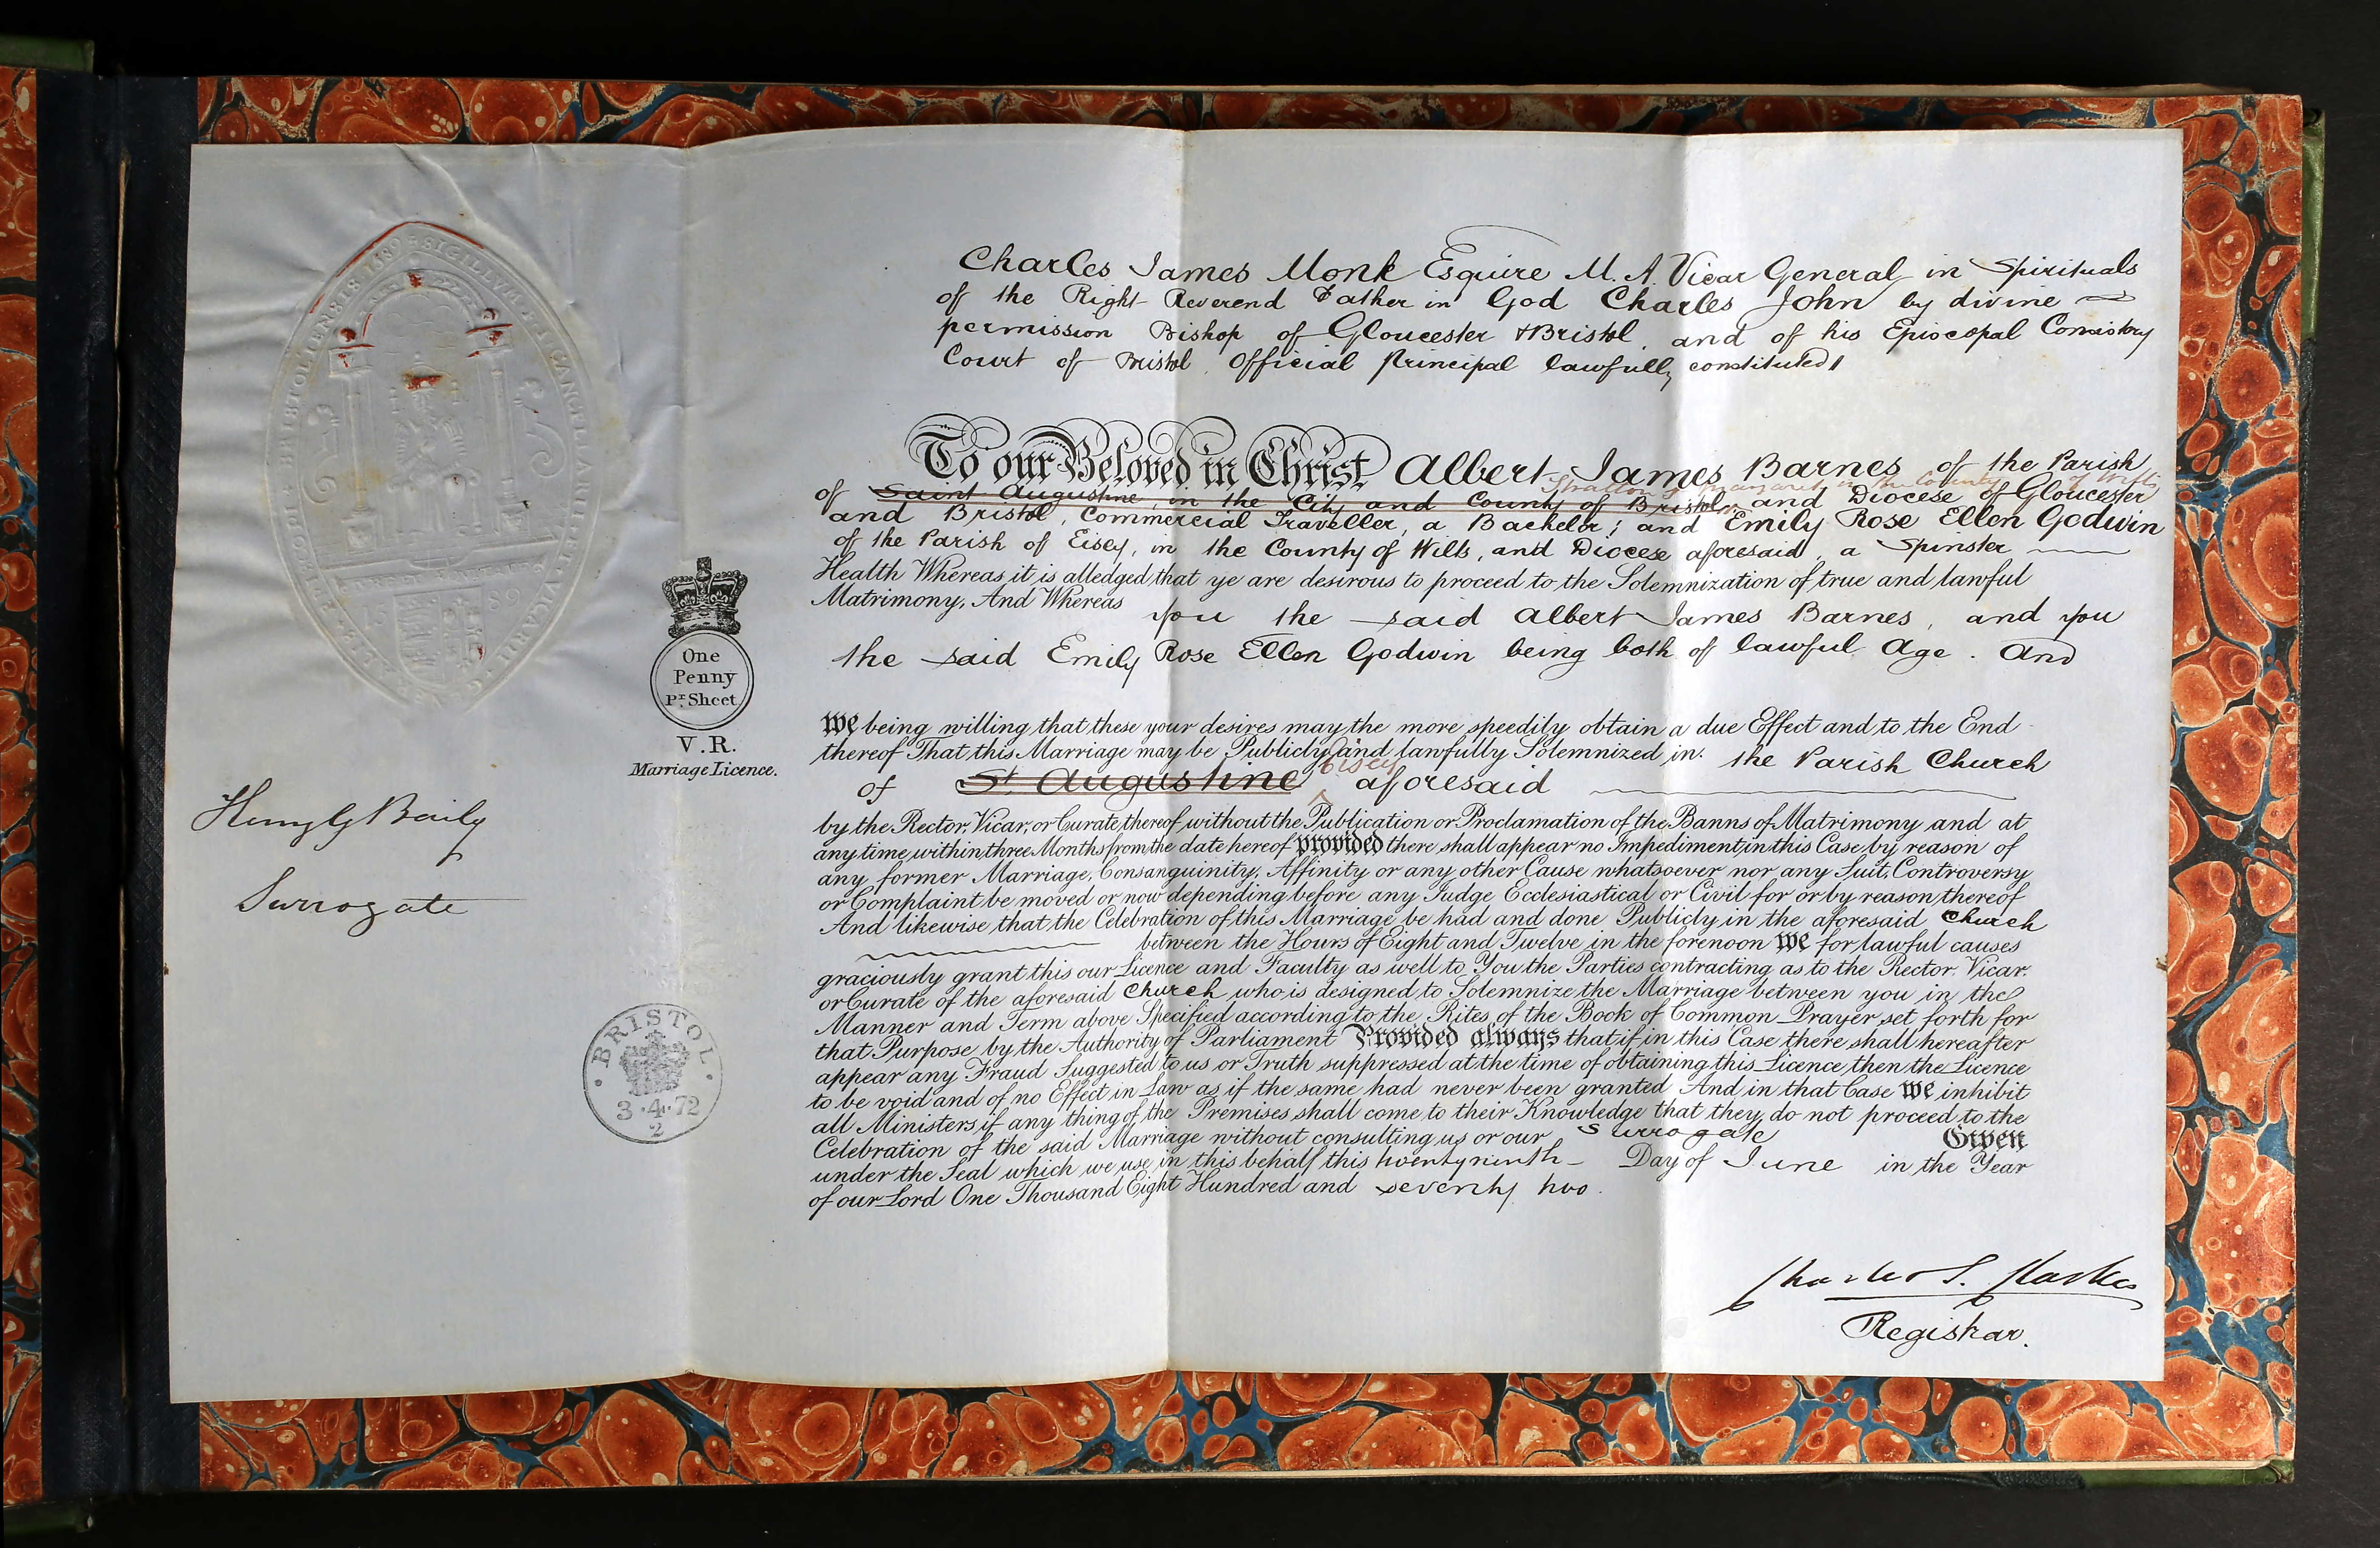 Charles James Monk Esquire M. A. Vicar General in Spirituals
of the Right Reverend Father in God Charles John by divine
permission Bishop of Gloucester & Bristol, and of his Episcopal Consistory
Court of Bristol Official Principal lawfully constituted
To our Beloved in Christ Albert James Barnes of the Parish
Stratton St Margaret in the County of Wilts
of Saint Augustine, in the City and County of Bristol, and Diocese of Gloucester
and Bristol, Commercial Traveller, a Bachelor; and Emily Rose Ellen Godwin
of the Parish of Eisey, in the County of Wilts, and Diocese aforesaid, a Spinster
Health Whereas it is alledged that ye are desirous to proceed to the Solemnization of true and lawful
Matrimony, And Whereas you the said Albert James Barnes, and you
the said Emily Rose Ellen Godwin being both of lawful Age. And
We being willing that these your desires may the more speedily obtain a due Effect and to the End
thereof That this Marriage may be Publicly and lawfully Solemnized in the Parish Church
of St Augustine Eisey aforesaid
by the Rector, Vicar, or Curate thereof without the Publication or Proclamation of the Banns of Matrimony and at
any time within three Months from the date hereof provided there shall appear no Impediment in this Case by reason of
any former Marriage, Consanguinity, Affinity or any other Cause whatsoever nor any Suit, Controversy
or Complaint be moved or now depending before any Judge Ecclesiastical or Civil for or by reason thereof
And likewise that the Celebration of this Marriage be had and done Publicly in the aforesaid Church
between the Hours of Eight and Twelve in the forenoon We for lawful causes
graciously grant this our Licence and Faculty as well to You the Parties contracting as to the Rector, Vicar,
or Curate of the aforesaid Church who is designed to Solemnize the Marriage between you in the
Manner and Term above Specified according to the Rites of the Book of Common Prayer set forth for
that Purpose by the Authority of Parliament Provided always that if in this Case there shall hereafter
appear any Fraud Suggested to us or Truth suppressed at the time of obtaining this Licence, then the Licence
to be void and of no Effect in Law as if the same had never been granted And in that Case We inhibit
all Ministers if any thing of the Premises shall come to their Knowledge that they do not proceed to the
Celebration of the said Marriage without consulting us or our Surrogate Given
under the Seal which we use in this behalf this twenty ninth Day of June in the Year
of our Lord One Thousand Eight Hundred and seventy two.
Registrar.
One
Penny
Pr. Sheet
V.R.
Marriage Licence.
Henry G Baily
Surrogate
BRISTOL
3·4·72
2